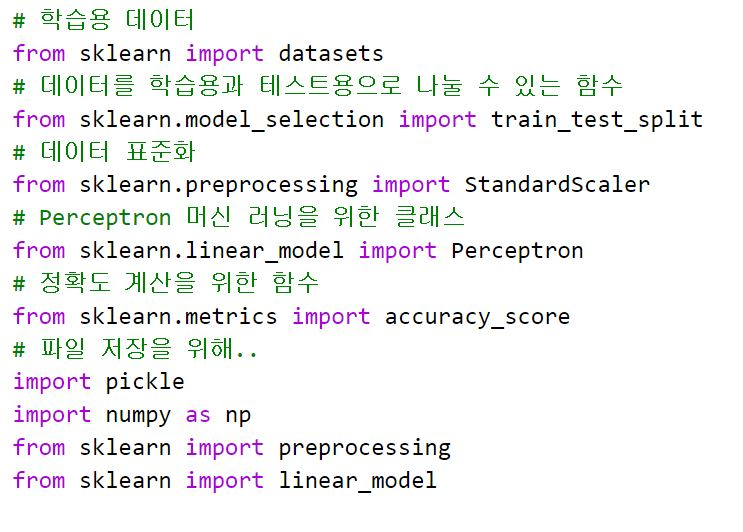 # 학습용 데이터
from sklearn import datasets
# 데이터를 학습용과 테스트용으로 나눌 수 있는 함수
from sklearn.model_selection import train_test_split
# 데이터 표준화
from sklearn.preprocessing import StandardScaler
# Perceptron 머신 러닝을 위한 클래스
from sklearn.linear_model import Perceptron
# 정확도 계산을 위한 함수
from sklearn.metrics import accuracy_score
# 파일 저장을 위해..
import pickle
import numpy as np
from sklearn import preprocessing
from sklearn import linear_model